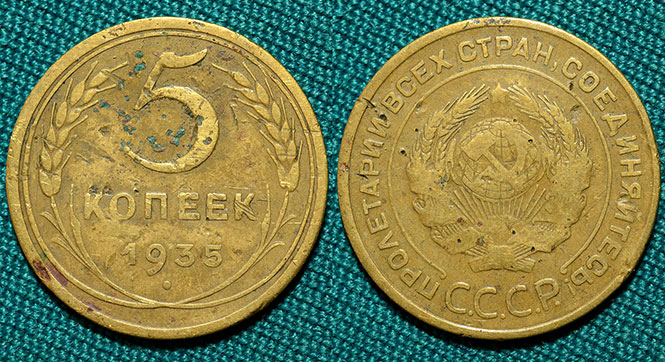 5
КОПЕЕК
1935
ПРОЛЕТАРИИ ВСЕХ СТРАН, СОЕДИНЯЙТЕСЬ!
С.С.С.Р.